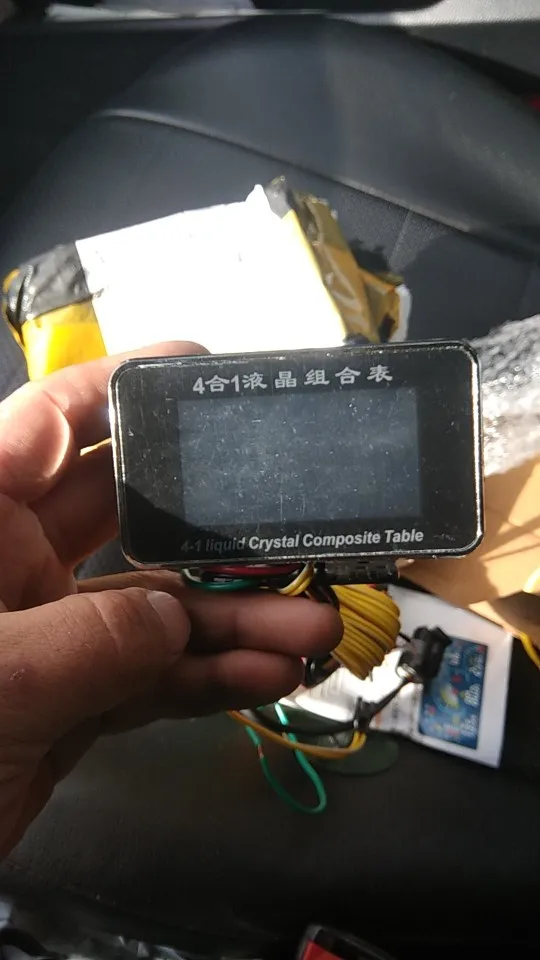 4合1液晶组合表
4-1 liquid Crystal Composite Table